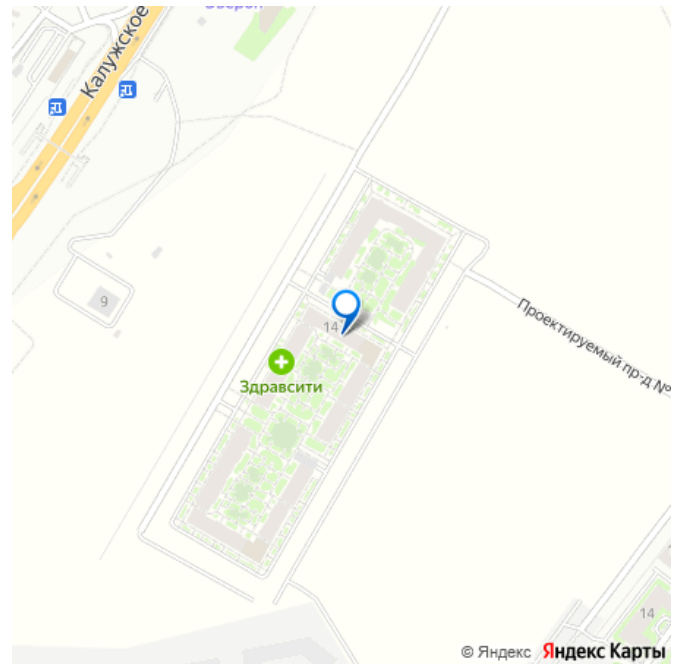 Калужское
9
14
Здравсити
Проектируемый пр-д №
14
© Яндекс Яндекс Карты